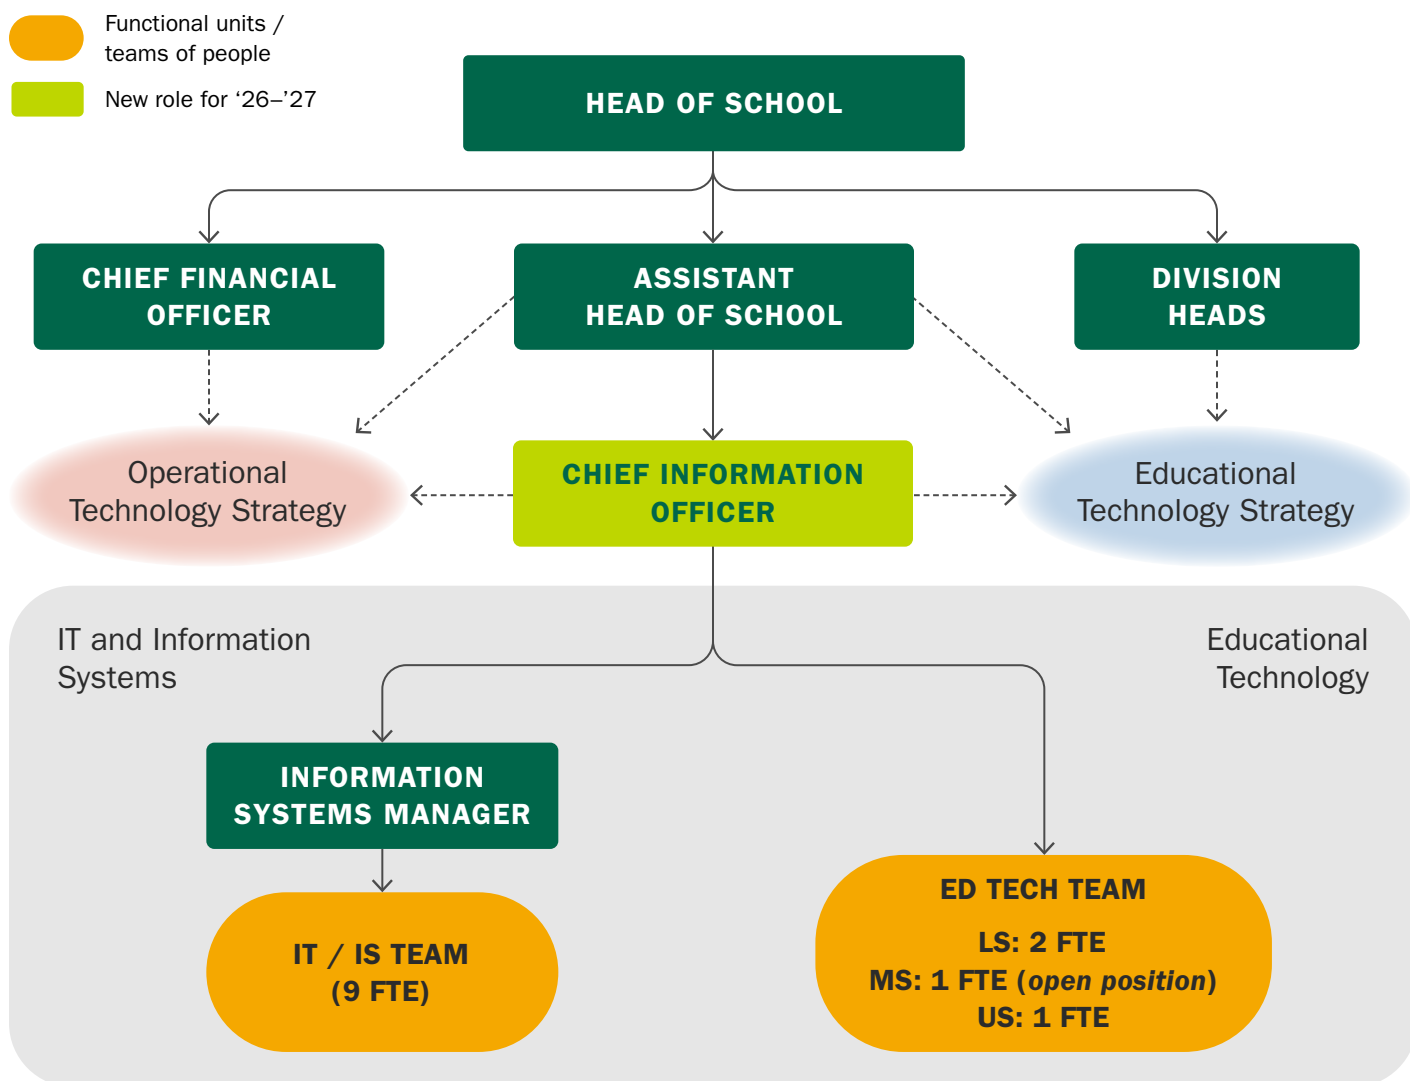 Functional units /
teams of people
New role for ‘26–’27
HEAD OF SCHOOL
CHIEF FINANCIAL
OFFICER
ASSISTANT
HEAD OF SCHOOL
DIVISION
HEADS
Operational
Technology Strategy
CHIEF INFORMATION
OFFICER
Educational
Technology Strategy
IT and Information
Systems
Educational
Technology
INFORMATION
SYSTEMS MANAGER
IT / IS TEAM
(9 FTE)
ED TECH TEAM
LS: 2 FTE
MS: 1 FTE (open position)
US: 1 FTE